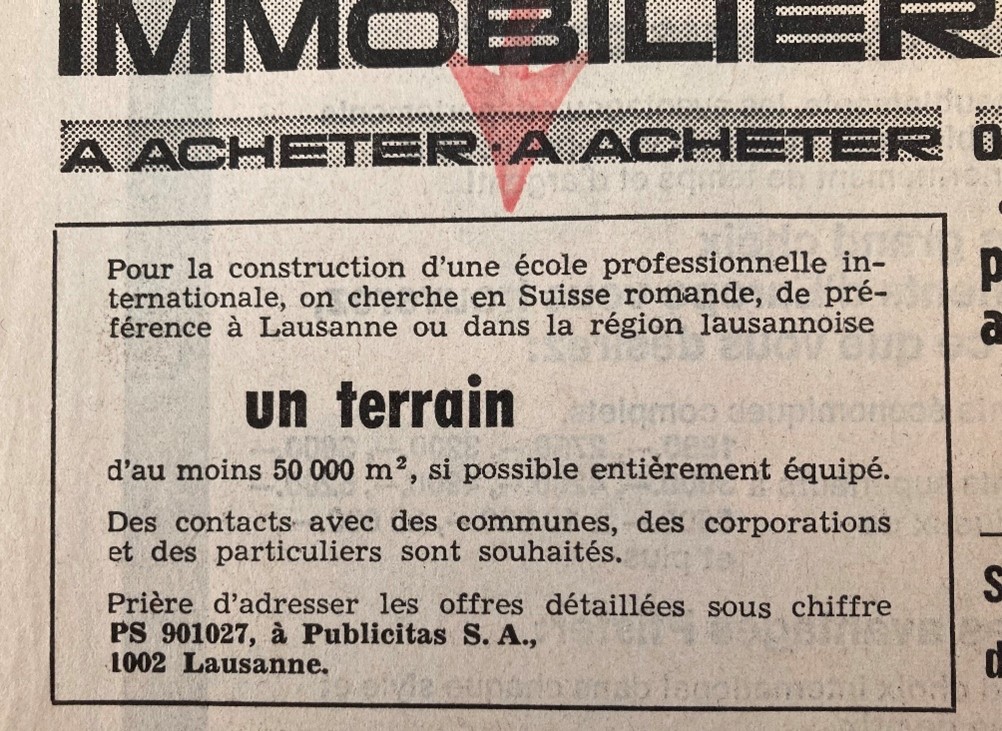 IMMOBILIER
A ACHETER · A ACHETER
Pour la construction d'une école professionnelle in-
ternationale, on cherche en Suisse romande, de pré-
férence à Lausanne ou dans la région lausannoise
un terrain
d'au moins 50 000 m², si possible entièrement équipé.
Des contacts avec des communes, des corporations
et des particuliers sont souhaités.
Prière d'adresser les offres détaillées sous chiffre
PS 901027, à Publicitas S. A.,
1002 Lausanne.